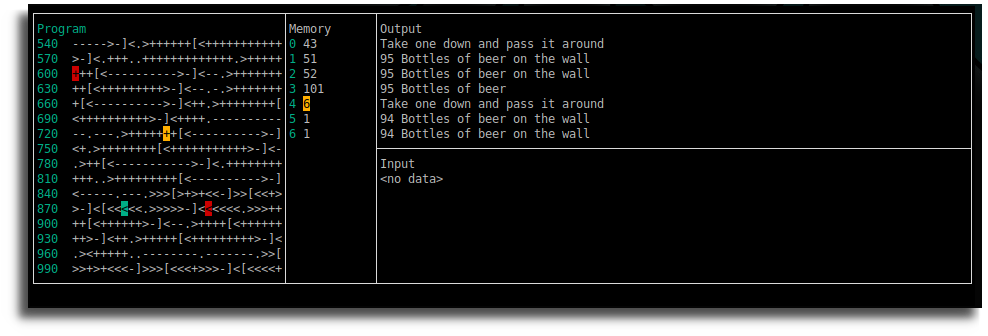 Program
540 ----->-]<.>++++++[<+++++++++++
570 >-]<.+++..+++++++++++++.>+++++
600 +++[<---------->-]<--.>+++++++
630 ++[<+++++++++>-]<--.-.>+++++++
660 +[<---------->-]<++.>++++++++[
690 <++++++++++>-]<++++.----------
720 --.---.>+++++++[<---------->-]
750 <+.>++++++++[<+++++++++++>-]<-
780 .>++[<----------->-]<.++++++++
810 +++..>+++++++++[<---------->-]
840 <-----.---.>>>[>+>+<<-]>>[<<+>
870 >-]<[<<<<<.>>>>>-]<<<<<<.>>>++
900 ++[<++++++>-]<--.>++++[<++++++
930 ++>-]<++.>+++++[<+++++++++>-]<
960 .><+++++..--------.-------.>>[
990 >>+>+<<<-]>>>[<<<+>>>-]<[<<<<+
Memory
0 43
1 51
2 52
3 101
4 6
5 1
6 1
Output
Take one down and pass it around
95 Bottles of beer on the wall
95 Bottles of beer on the wall
95 Bottles of beer
Take one down and pass it around
94 Bottles of beer on the wall
94 Bottles of beer on the wall
Input
<no data>